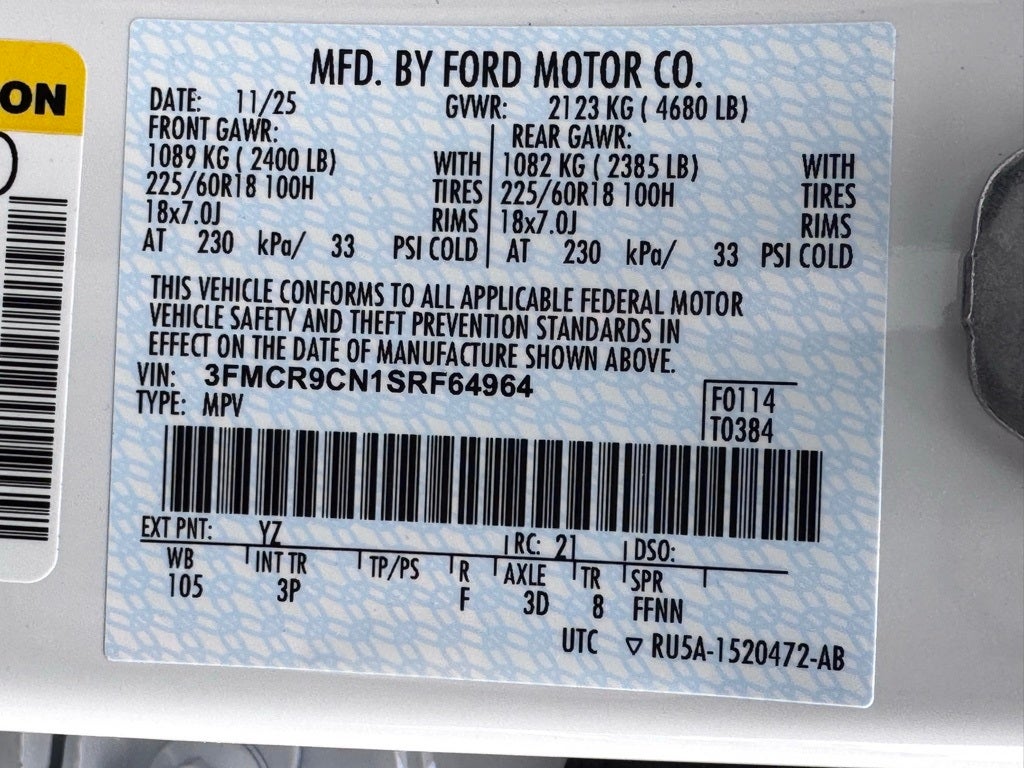 ON
MFD. BY FORD MOTOR CO.
DATE: 11/25 GVWR: 2123 KG ( 4680 LB)
FRONT GAWR: REAR GAWR:
1089 KG ( 2400 LB) WITH 1082 KG ( 2385 LB) WITH
225/60R18 100H TIRES 225/60R18 100H TIRES
18x7.0J RIMS 18x7.0J RIMS
AT 230 kPa/ 33 PSI COLD AT 230 kPa/ 33 PSI COLD
THIS VEHICLE CONFORMS TO ALL APPLICABLE FEDERAL MOTOR
VEHICLE SAFETY AND THEFT PREVENTION STANDARDS IN
EFFECT ON THE DATE OF MANUFACTURE SHOWN ABOVE.
VIN: 3FMCR9CN1SRF64964
TYPE: MPV
F0114
T0384
EXT PNT: YZ RC: 21 DSO:
WB INT TR TP/PS R AXLE TR SPR
105 3P F 3D 8 FFNN
UTC ▽ RU5A-1520472-AB